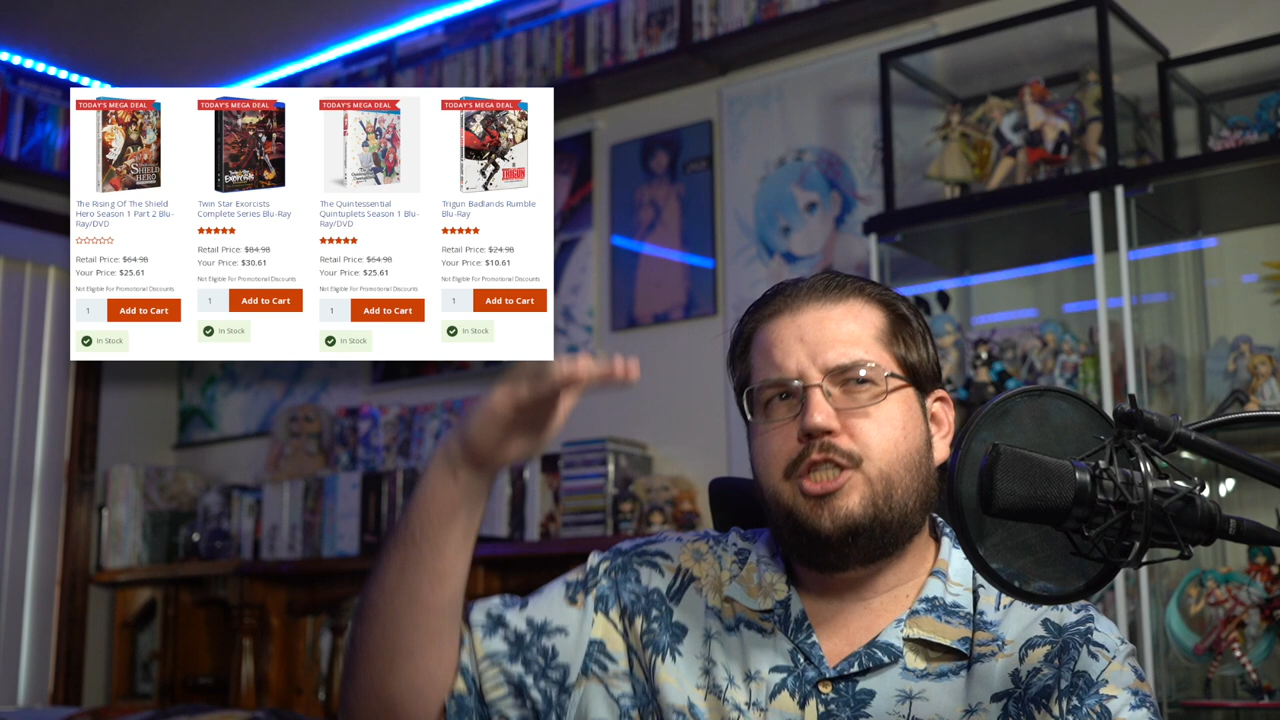 TODAY'S MEGA DEAL
SHIELD
HERO
The Rising Of The Shield
Hero Season 1 Part 2 Blu-
Ray/DVD
Retail Price: $64.98
Your Price: $25.61
Not Eligible For Promotional Discounts
1 Add to Cart
In Stock
TODAY'S MEGA DEAL
Exorcists
Twin Star Exorcists
Complete Series Blu-Ray
Retail Price: $84.98
Your Price: $30.61
Not Eligible For Promotional Discounts
1 Add to Cart
In Stock
TODAY'S MEGA DEAL
The Quintessential
Quintuplets Season 1 Blu-
Ray/DVD
Retail Price: $64.98
Your Price: $25.61
Not Eligible For Promotional Discounts
1 Add to Cart
In Stock
TODAY'S MEGA DEAL
TRIGUN
Trigun Badlands Rumble
Blu-Ray
Retail Price: $24.98
Your Price: $10.61
Not Eligible For Promotional Discounts
1 Add to Cart
In Stock